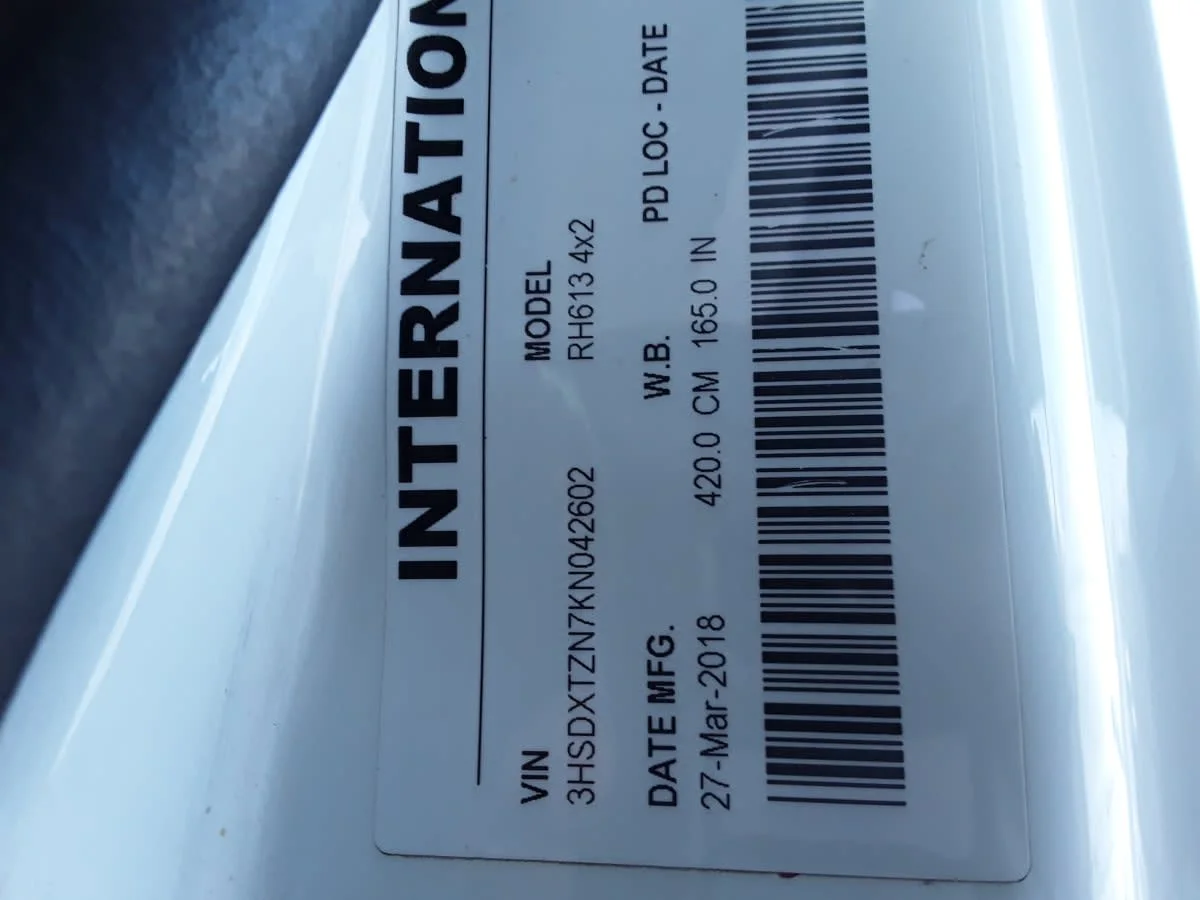 INTERNATION
VIN MODEL
3HSDXTZN7KN042602 RH613 4x2
DATE MFG. W.B. PD LOC - DATE
27-Mar-2018 420.0 CM 165.0 IN